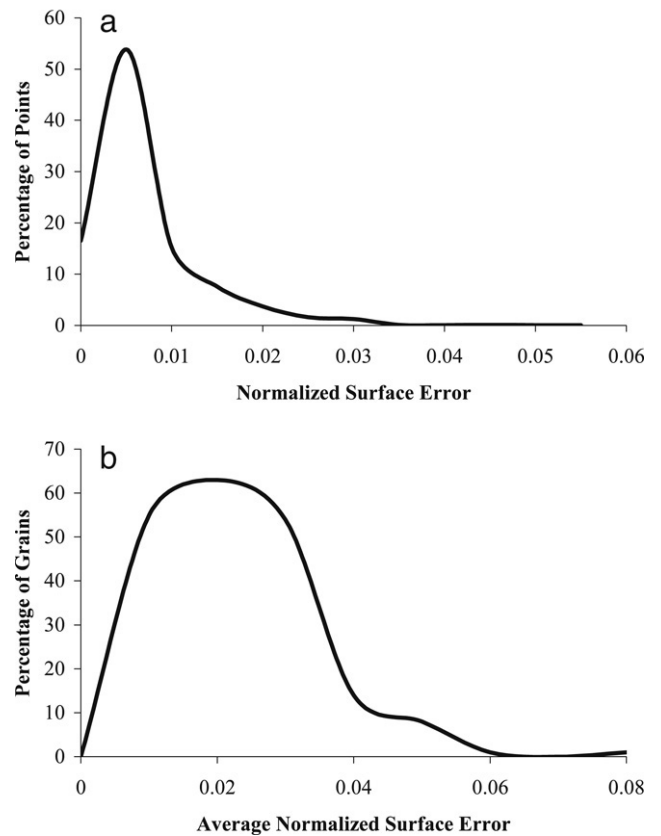 a
60
50
40
30
20
10
0
Percentage of Points
0 0.01 0.02 0.03 0.04 0.05 0.06
Normalized Surface Error
b
70
60
50
40
30
20
10
0
Percentage of Grains
0 0.02 0.04 0.06 0.08
Average Normalized Surface Error